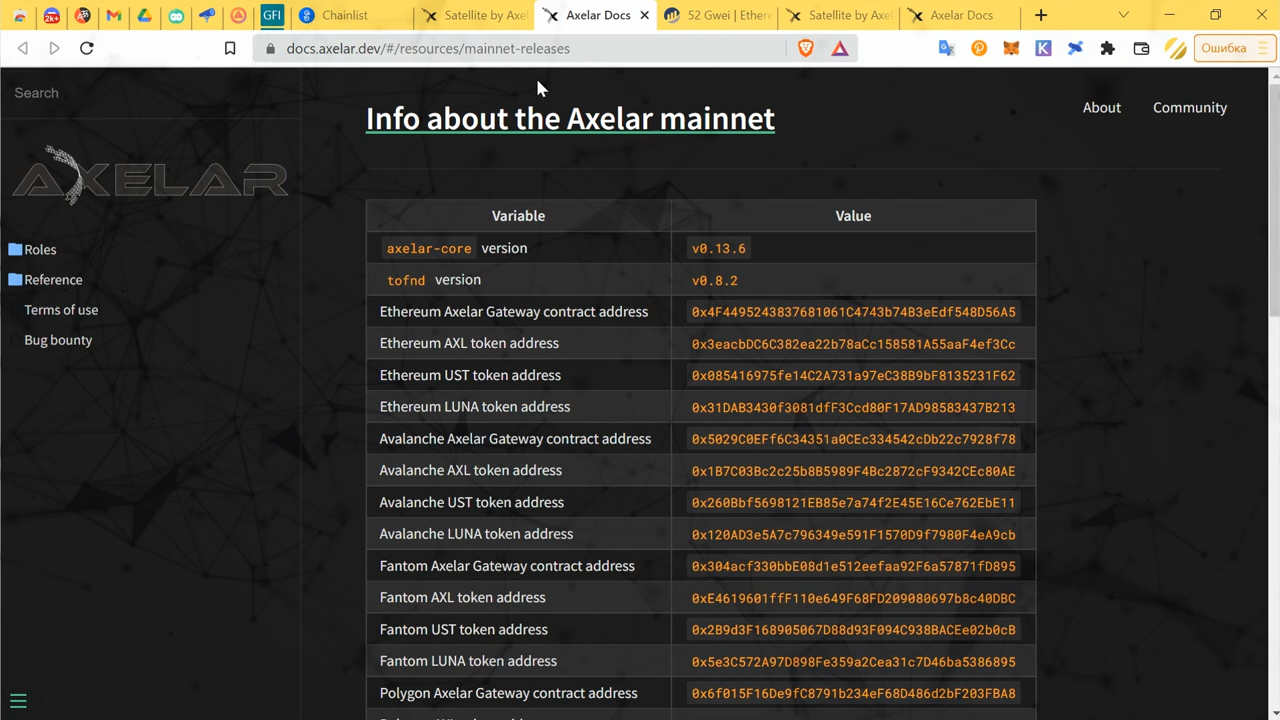 2k+
GFI
Chainlist
Satellite by Axe
Axelar Docs
52 Gwei | Ethere
Satellite by Axe
Axelar Docs
docs.axelar.dev/#/resources/mainnet-releases
Ошибка
Search
AXELAR
Roles
Reference
Terms of use
Bug bounty
About
Community
Info about the Axelar mainnet
Variable Value
axelar-core version v0.13.6
tofnd version v0.8.2
Ethereum Axelar Gateway contract address 0x4F4495243837681061C4743b74B3eEdf548D56A5
Ethereum AXL token address 0x3eacbDC6C382ea22b78aCc158581A55aaF4ef3Cc
Ethereum UST token address 0x085416975fe14C2A731a97eC38B9bF8135231F62
Ethereum LUNA token address 0x31DAB3430f3081dfF3Ccd80F17AD98583437B213
Avalanche Axelar Gateway contract address 0x5029C0EFf6C34351a0CEc334542cDb22c7928f78
Avalanche AXL token address 0x1B7C03Bc2c25b8B5989F4Bc2872cF9342CEc80AE
Avalanche UST token address 0x260Bbf5698121EB85e7a74f2E45E16Ce762EbE11
Avalanche LUNA token address 0x120AD3e5A7c796349e591F1570D9f7980F4eA9cb
Fantom Axelar Gateway contract address 0x304acf330bbE08d1e512eefaa92F6a57871fD895
Fantom AXL token address 0xE4619601ffF110e649F68FD209080697b8c40DBC
Fantom UST token address 0x2B9d3F168905067D88d93F094C938BACEe02b0cB
Fantom LUNA token address 0x5e3C572A97D898Fe359a2Cea31c7D46ba5386895
Polygon Axelar Gateway contract address 0x6f015F16De9fC8791b234eF68D486d2bF203FBA8